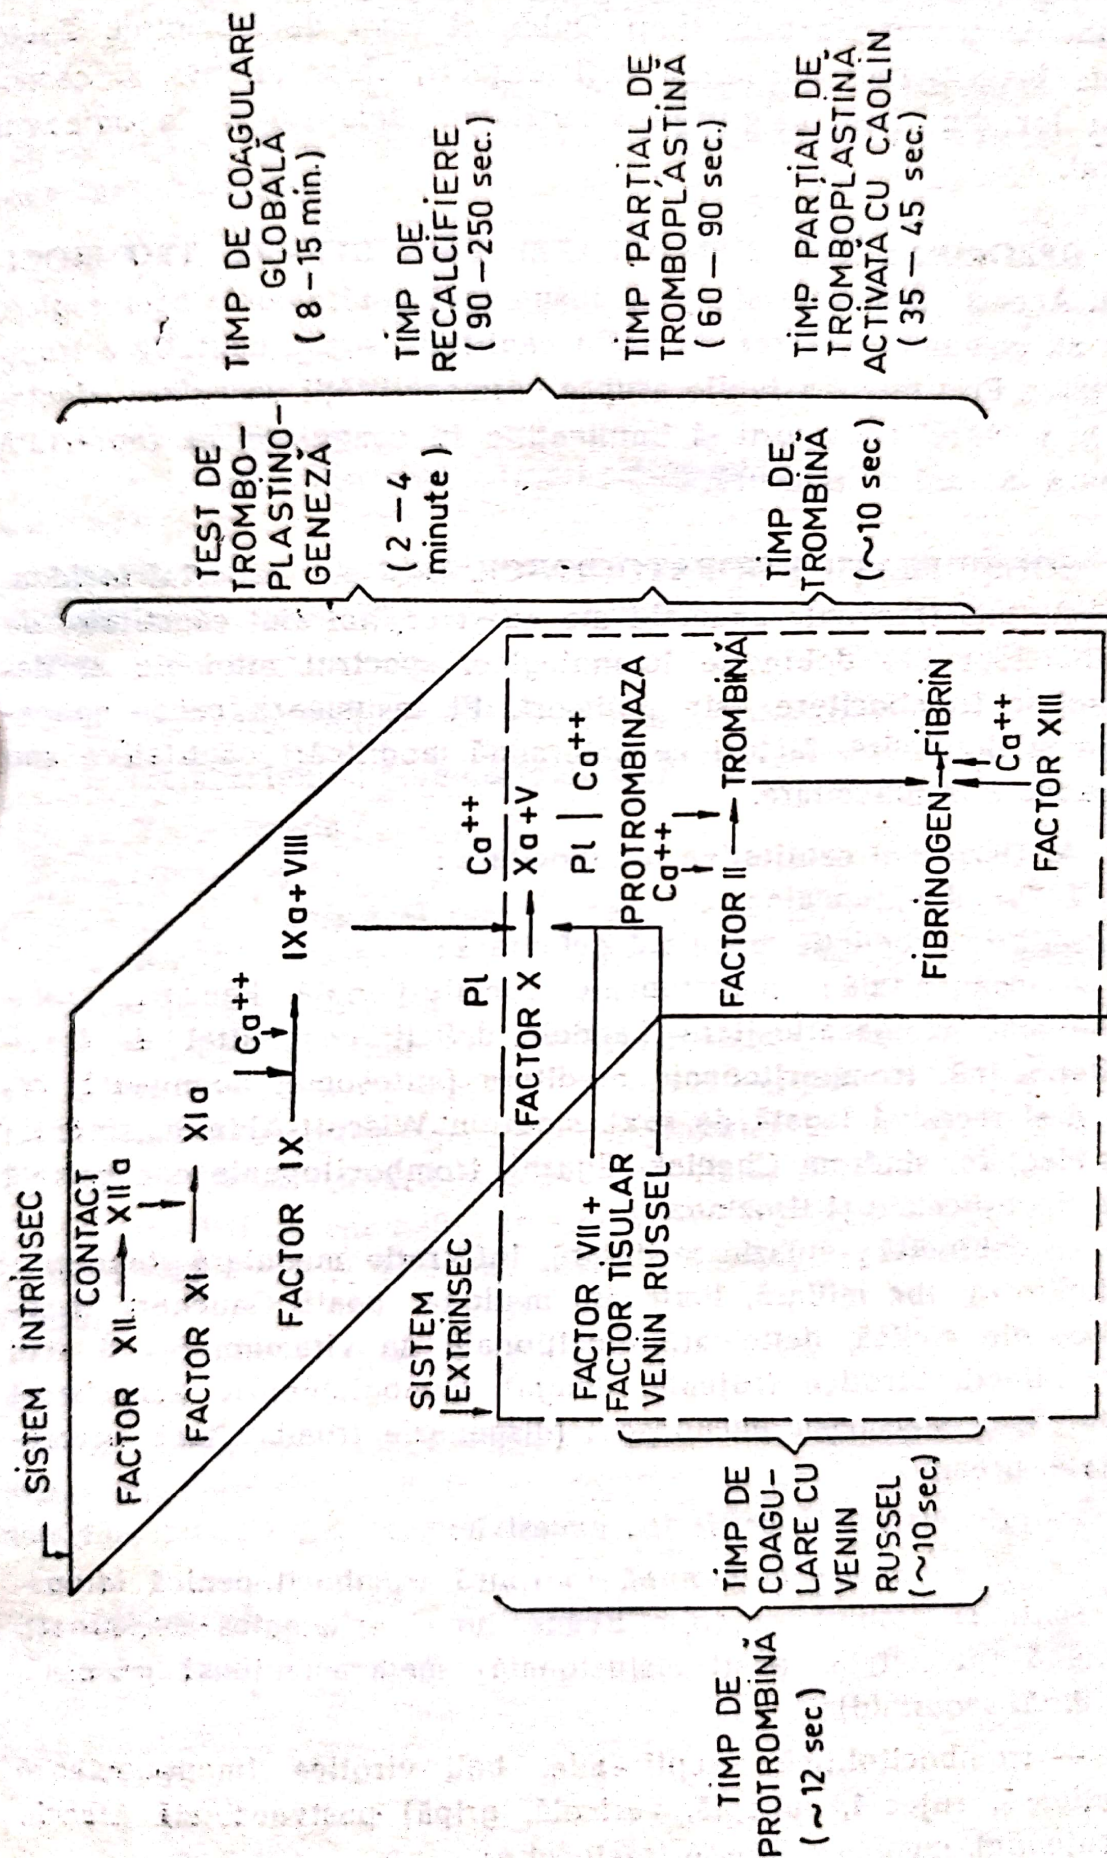 SISTEM INTRINSEC
CONTACT
FACTOR XII → XII a
FACTOR XI → XI a
Ca++
FACTOR IX → IX a + VIII
Pl Ca++
FACTOR X → Xa + V
Pl Ca++
PROTROMBINAZA
Ca++
FACTOR II → TROMBINĂ
FIBRINOGEN → FIBRIN
Ca++
FACTOR XIII
SISTEM
EXTRINSEC
FACTOR VII +
FACTOR TISULAR
VENIN RUSSEL
TIMP DE
COAGU-
LARE CU
VENIN
RUSSEL
(~10 sec)
TIMP DE
PROTROMBINĂ
(~12 sec)
TEST DE
TROMBO-
PLASTINO-
GENEZĂ
(2 – 4
minute)
TIMP DE
TROMBINĂ
(~10 sec)
TIMP DE COAGULARE
GLOBALĂ
(8 – 15 min.)
TIMP DE
RECALCIFIERE
(90 – 250 sec.)
TIMP PARȚIAL DE
TROMBOPLASTINĂ
(60 – 90 sec.)
TIMP PARȚIAL DE
TROMBOPLASTINĂ
ACTIVATĂ CU CAOLIN
(35 – 45 sec.)